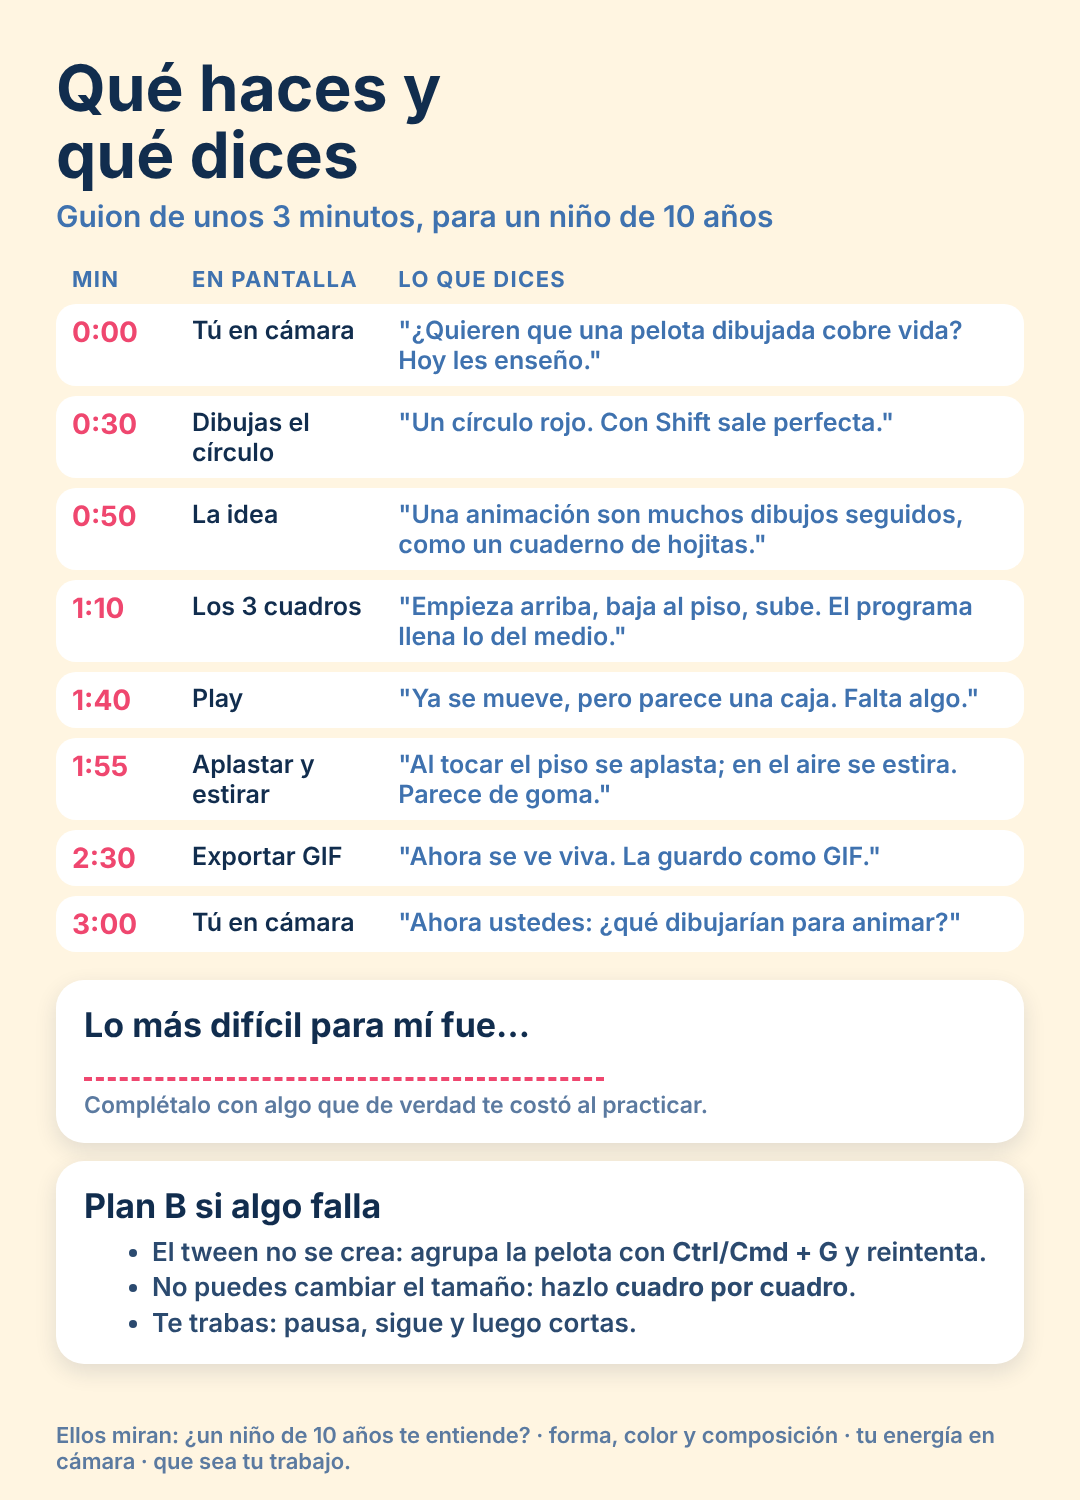 Qué haces y
qué dices
Guion de unos 3 minutos, para un niño de 10 años
MIN EN PANTALLA LO QUE DICES
0:00 Tú en cámara "¿Quieren que una pelota dibujada cobre vida?
Hoy les enseño."
0:30 Dibujas el "Un círculo rojo. Con Shift sale perfecta."
círculo
0:50 La idea "Una animación son muchos dibujos seguidos,
como un cuaderno de hojitas."
1:10 Los 3 cuadros "Empieza arriba, baja al piso, sube. El programa
llena lo del medio."
1:40 Play "Ya se mueve, pero parece una caja. Falta algo."
1:55 Aplastar y "Al tocar el piso se aplasta; en el aire se estira.
estirar Parece de goma."
2:30 Exportar GIF "Ahora se ve viva. La guardo como GIF."
3:00 Tú en cámara "Ahora ustedes: ¿qué dibujarían para animar?"
Lo más difícil para mí fue...
Complétalo con algo que de verdad te costó al practicar.
Plan B si algo falla
• El tween no se crea: agrupa la pelota con Ctrl/Cmd + G y reintenta.
• No puedes cambiar el tamaño: hazlo cuadro por cuadro.
• Te trabas: pausa, sigue y luego cortas.
Ellos miran: ¿un niño de 10 años te entiende? · forma, color y composición · tu energía en
cámara · que sea tu trabajo.